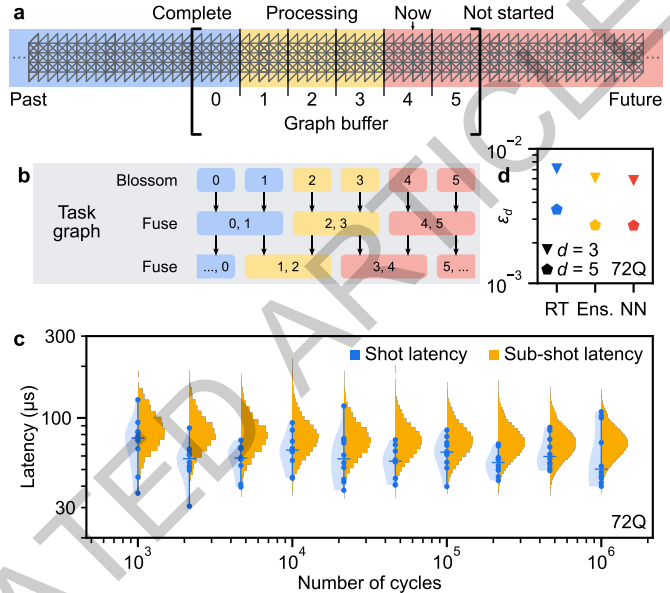 a
Complete Processing Now Not started
... ...
Past Future
0 1 2 3 4 5
Graph buffer
b
Task graph
Blossom 0 1 2 3 4 5
Fuse 0, 1 2, 3 4, 5
Fuse ..., 0 1, 2 3, 4 5, ...
d
10⁻²
εd
10⁻³
d = 3
d = 5 72Q
RT Ens. NN
c
300
100
30
Latency (μs)
Shot latency Sub-shot latency
72Q
10³ 10⁴ 10⁵ 10⁶
Number of cycles
ATED ARTICLE